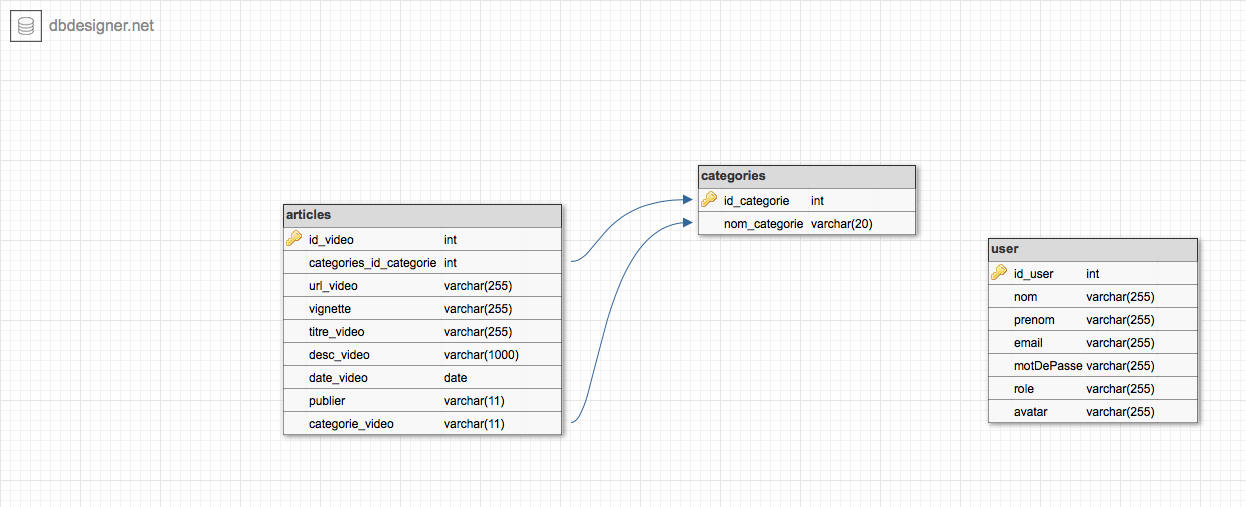 dbdesigner.net
articles
id_video int
categories_id_categorie int
url_video varchar(255)
vignette varchar(255)
titre_video varchar(255)
desc_video varchar(1000)
date_video date
publier varchar(11)
categorie_video varchar(11)
categories
id_categorie int
nom_categorie varchar(20)
user
id_user int
nom varchar(255)
prenom varchar(255)
email varchar(255)
motDePasse varchar(255)
role varchar(255)
avatar varchar(255)